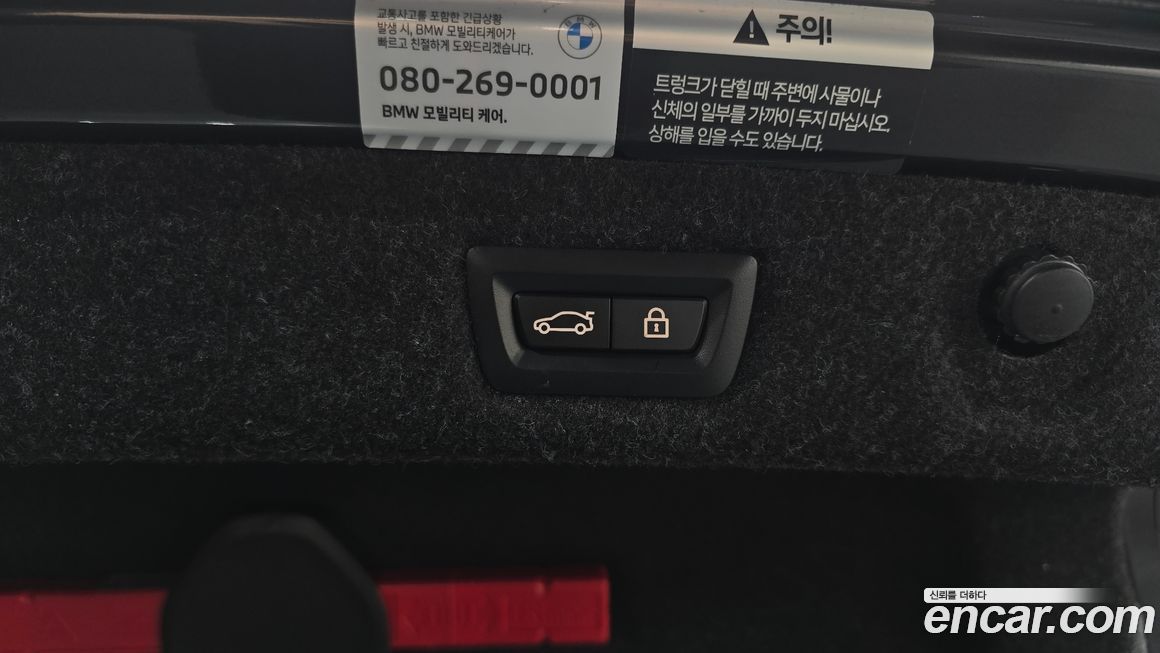 교통사고를 포함한 긴급상황
발생 시, BMW 모빌리티케어가
빠르고 친절하게 도와드리겠습니다.
080-269-0001
BMW 모빌리티 케어.
BMW
주의!
트렁크가 닫힐 때 주변에 사물이나
신체의 일부를 가까이 두지 마십시오.
상해를 입을 수도 있습니다.
신뢰를 더하다
encar.com